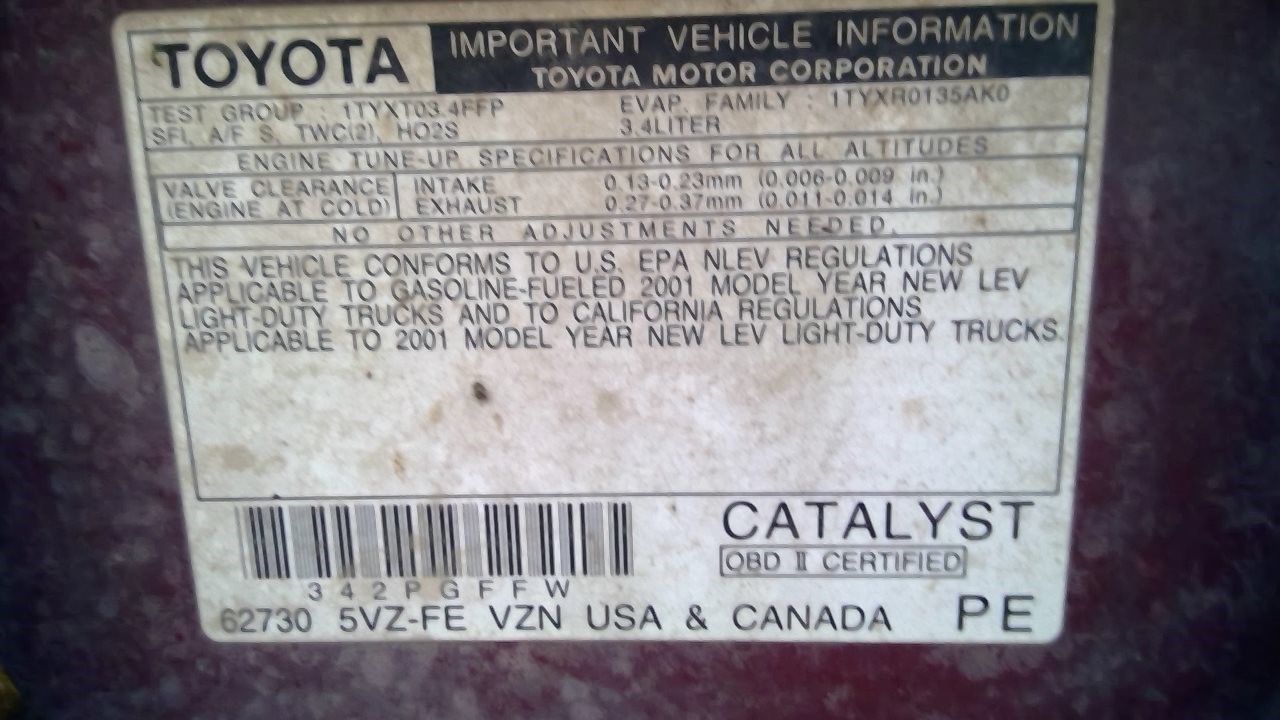 TOYOTA
IMPORTANT VEHICLE INFORMATION
TOYOTA MOTOR CORPORATION
TEST GROUP : 1TYXT03.4FFP EVAP. FAMILY : 1TYXR0135AK0
SFI, A/F S, TWC(2), HO2S 3.4LITER
ENGINE TUNE-UP SPECIFICATIONS FOR ALL ALTITUDES
VALVE CLEARANCE INTAKE 0.13-0.23mm (0.006-0.009 in.)
(ENGINE AT COLD) EXHAUST 0.27-0.37mm (0.011-0.014 in.)
NO OTHER ADJUSTMENTS NEEDED.
THIS VEHICLE CONFORMS TO U.S. EPA NLEV REGULATIONS
APPLICABLE TO GASOLINE-FUELED 2001 MODEL YEAR NEW LEV
LIGHT-DUTY TRUCKS AND TO CALIFORNIA REGULATIONS
APPLICABLE TO 2001 MODEL YEAR NEW LEV LIGHT-DUTY TRUCKS.
CATALYST
OBD II CERTIFIED
342PGFFW
62730 5VZ-FE VZN USA & CANADA PE